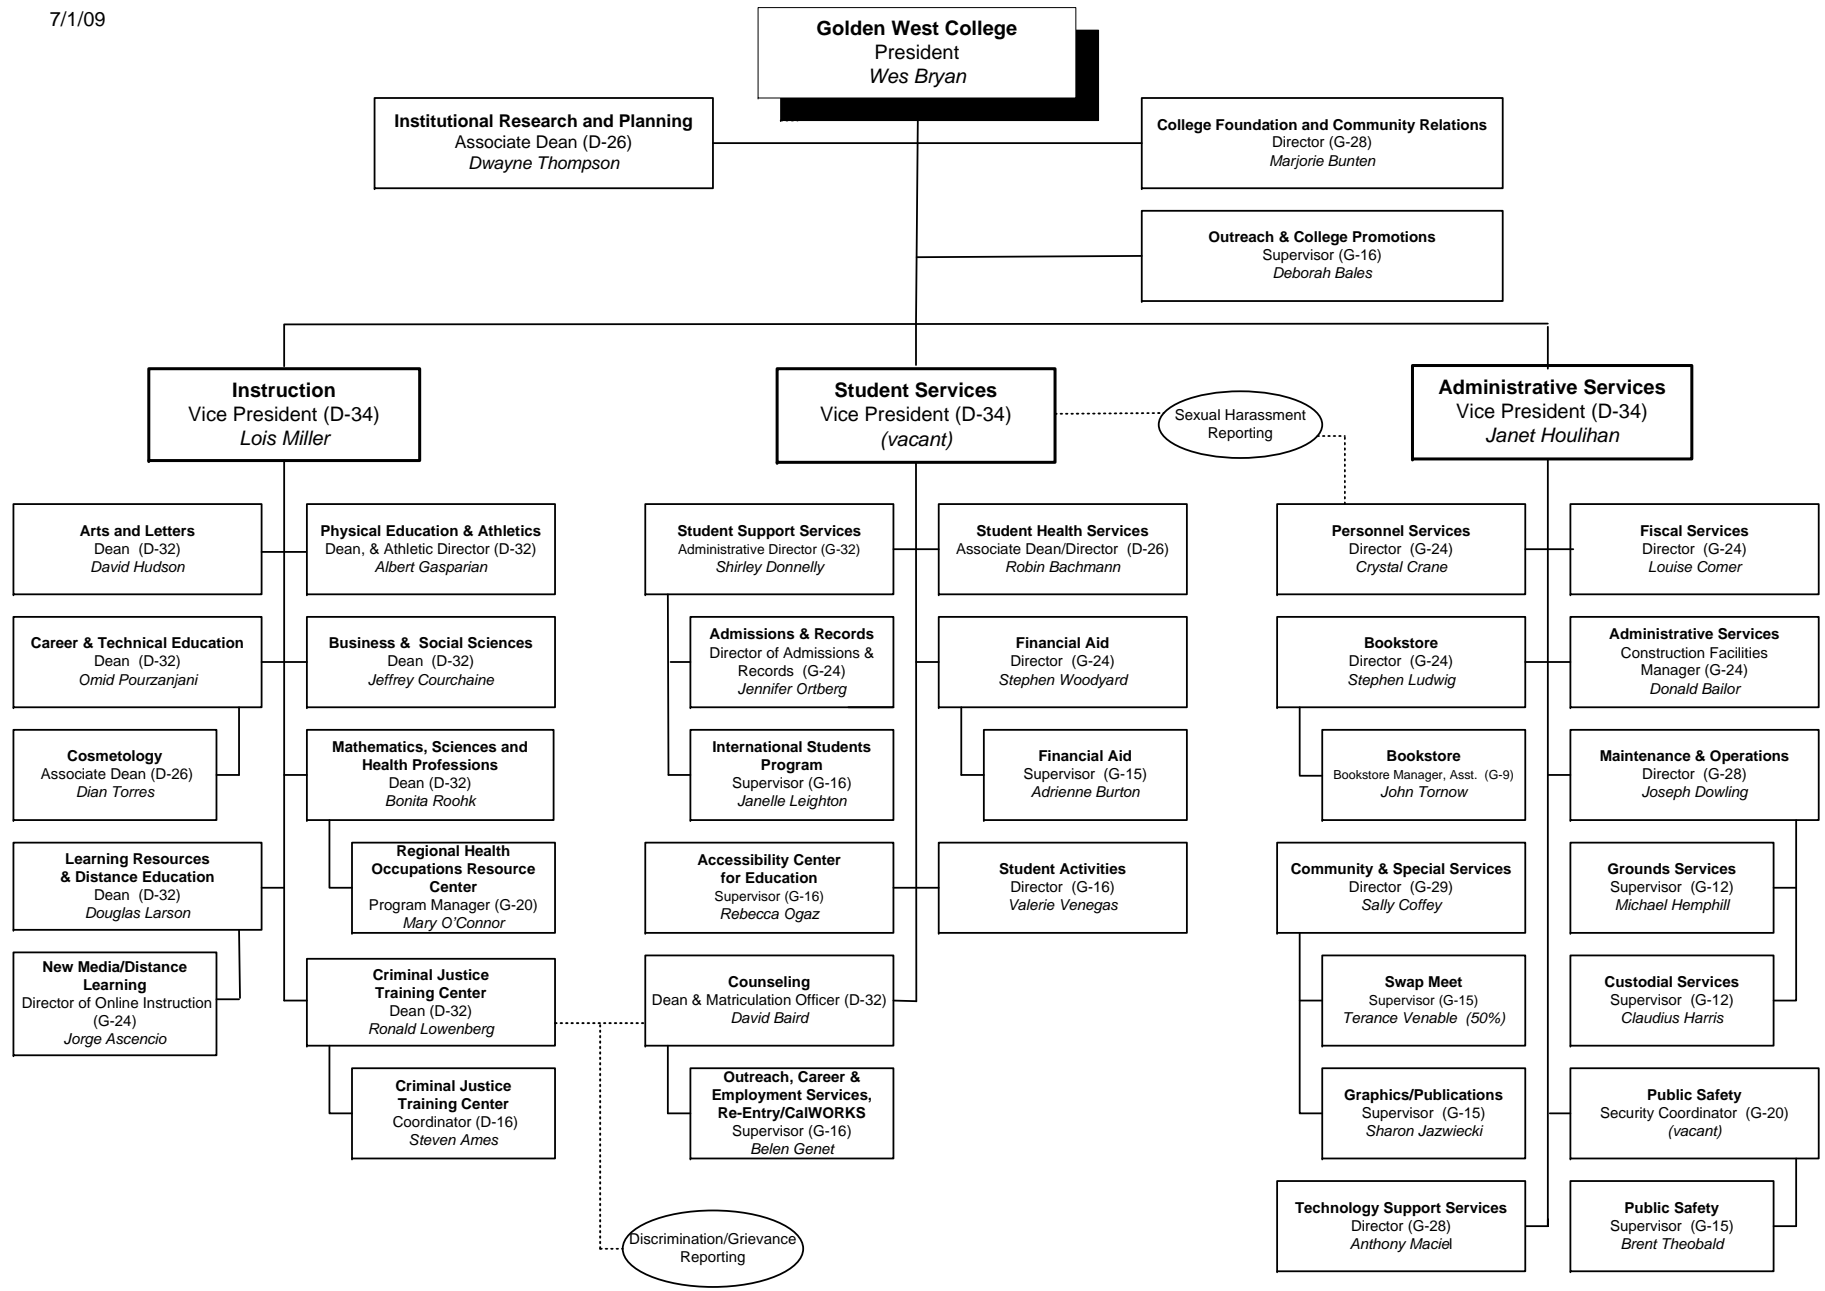 7/1/09
Golden West College
President
Wes Bryan
Institutional Research and Planning
Associate Dean (D-26)
Dwayne Thompson
College Foundation and Community Relations
Director (G-28)
Marjorie Bunten
Outreach & College Promotions
Supervisor (G-16)
Deborah Bales
Instruction
Vice President (D-34)
Lois Miller
Student Services
Vice President (D-34)
(vacant)
Sexual Harassment
Reporting
Administrative Services
Vice President (D-34)
Janet Houlihan
Arts and Letters
Dean (D-32)
David Hudson
Physical Education & Athletics
Dean, & Athletic Director (D-32)
Albert Gasparian
Career & Technical Education
Dean (D-32)
Omid Pourzanjani
Business & Social Sciences
Dean (D-32)
Jeffrey Courchaine
Cosmetology
Associate Dean (D-26)
Dian Torres
Mathematics, Sciences and
Health Professions
Dean (D-32)
Bonita Roohk
Learning Resources
& Distance Education
Dean (D-32)
Douglas Larson
Regional Health
Occupations Resource
Center
Program Manager (G-20)
Mary O'Connor
New Media/Distance
Learning
Director of Online Instruction
(G-24)
Jorge Ascencio
Criminal Justice
Training Center
Dean (D-32)
Ronald Lowenberg
Criminal Justice
Training Center
Coordinator (D-16)
Steven Ames
Student Support Services
Administrative Director (G-32)
Shirley Donnelly
Student Health Services
Associate Dean/Director (D-26)
Robin Bachmann
Admissions & Records
Director of Admissions &
Records (G-24)
Jennifer Ortberg
Financial Aid
Director (G-24)
Stephen Woodyard
International Students
Program
Supervisor (G-16)
Janelle Leighton
Financial Aid
Supervisor (G-15)
Adrienne Burton
Accessibility Center
for Education
Supervisor (G-16)
Rebecca Ogaz
Student Activities
Director (G-16)
Valerie Venegas
Counseling
Dean & Matriculation Officer (D-32)
David Baird
Outreach, Career &
Employment Services,
Re-Entry/CalWORKS
Supervisor (G-16)
Belen Genet
Discrimination/Grievance
Reporting
Personnel Services
Director (G-24)
Crystal Crane
Fiscal Services
Director (G-24)
Louise Comer
Bookstore
Director (G-24)
Stephen Ludwig
Administrative Services
Construction Facilities
Manager (G-24)
Donald Bailor
Bookstore
Bookstore Manager, Asst. (G-9)
John Tornow
Maintenance & Operations
Director (G-28)
Joseph Dowling
Community & Special Services
Director (G-29)
Sally Coffey
Grounds Services
Supervisor (G-12)
Michael Hemphill
Swap Meet
Supervisor (G-15)
Terance Venable (50%)
Custodial Services
Supervisor (G-12)
Claudius Harris
Graphics/Publications
Supervisor (G-15)
Sharon Jazwiecki
Public Safety
Security Coordinator (G-20)
(vacant)
Technology Support Services
Director (G-28)
Anthony Maciel
Public Safety
Supervisor (G-15)
Brent Theobald